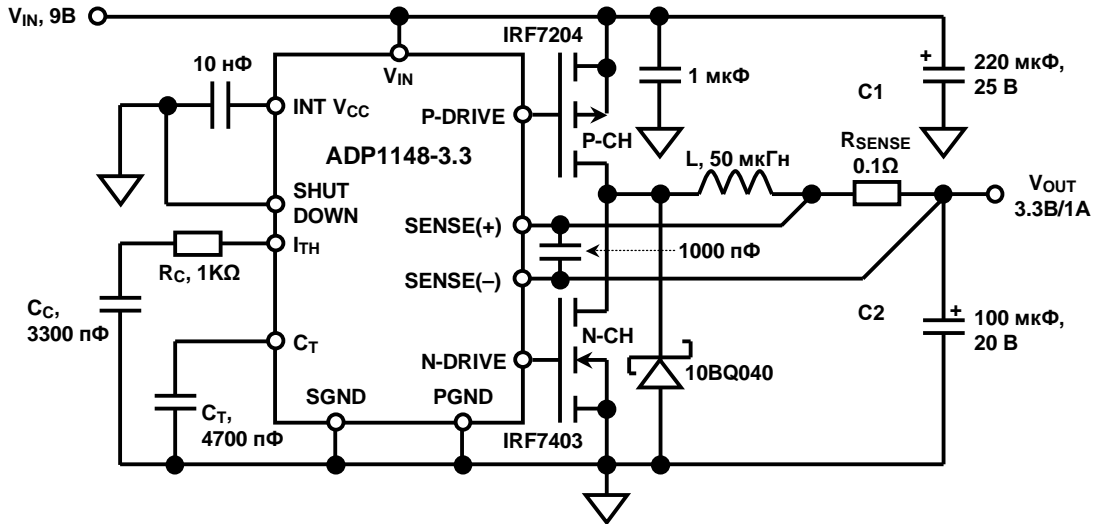 VIN, 9В
IRF7204
10 нФ
VIN
1 мкФ
220 мкФ,
25 В
C1
INT VCC
P-DRIVE
P-CH
ADP1148-3.3
RSENSE
0.1Ω
L, 50 мкГн
VOUT
3.3В/1А
SHUT
DOWN
SENSE(+)
ITH
1000 пФ
RC, 1KΩ
SENSE(–)
CC,
3300 пФ
C2
100 мкФ,
20 В
N-CH
CT
N-DRIVE
10BQ040
SGND
PGND
CT,
4700 пФ
IRF7403